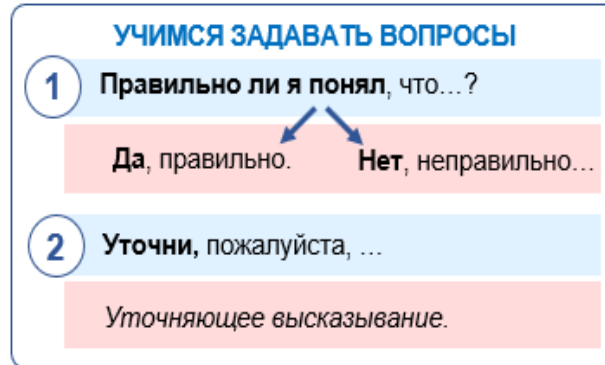 УЧИМСЯ ЗАДАВАТЬ ВОПРОСЫ
1 Правильно ли я понял, что…?
Да, правильно. Нет, неправильно…
2 Уточни, пожалуйста, …
Уточняющее высказывание.